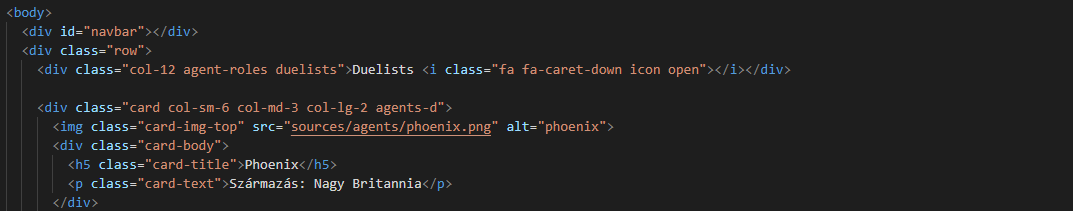 <body>
<div id="navbar"></div>
<div class="row">
<div class="col-12 agent-roles duelists">Duelists <i class="fa fa-caret-down icon open"></i></div>
<div class="card col-sm-6 col-md-3 col-lg-2 agents-d">
<img class="card-img-top" src="sources/agents/phoenix.png" alt="phoenix">
<div class="card-body">
<h5 class="card-title">Phoenix</h5>
<p class="card-text">Származás: Nagy Britannia</p>
</div>